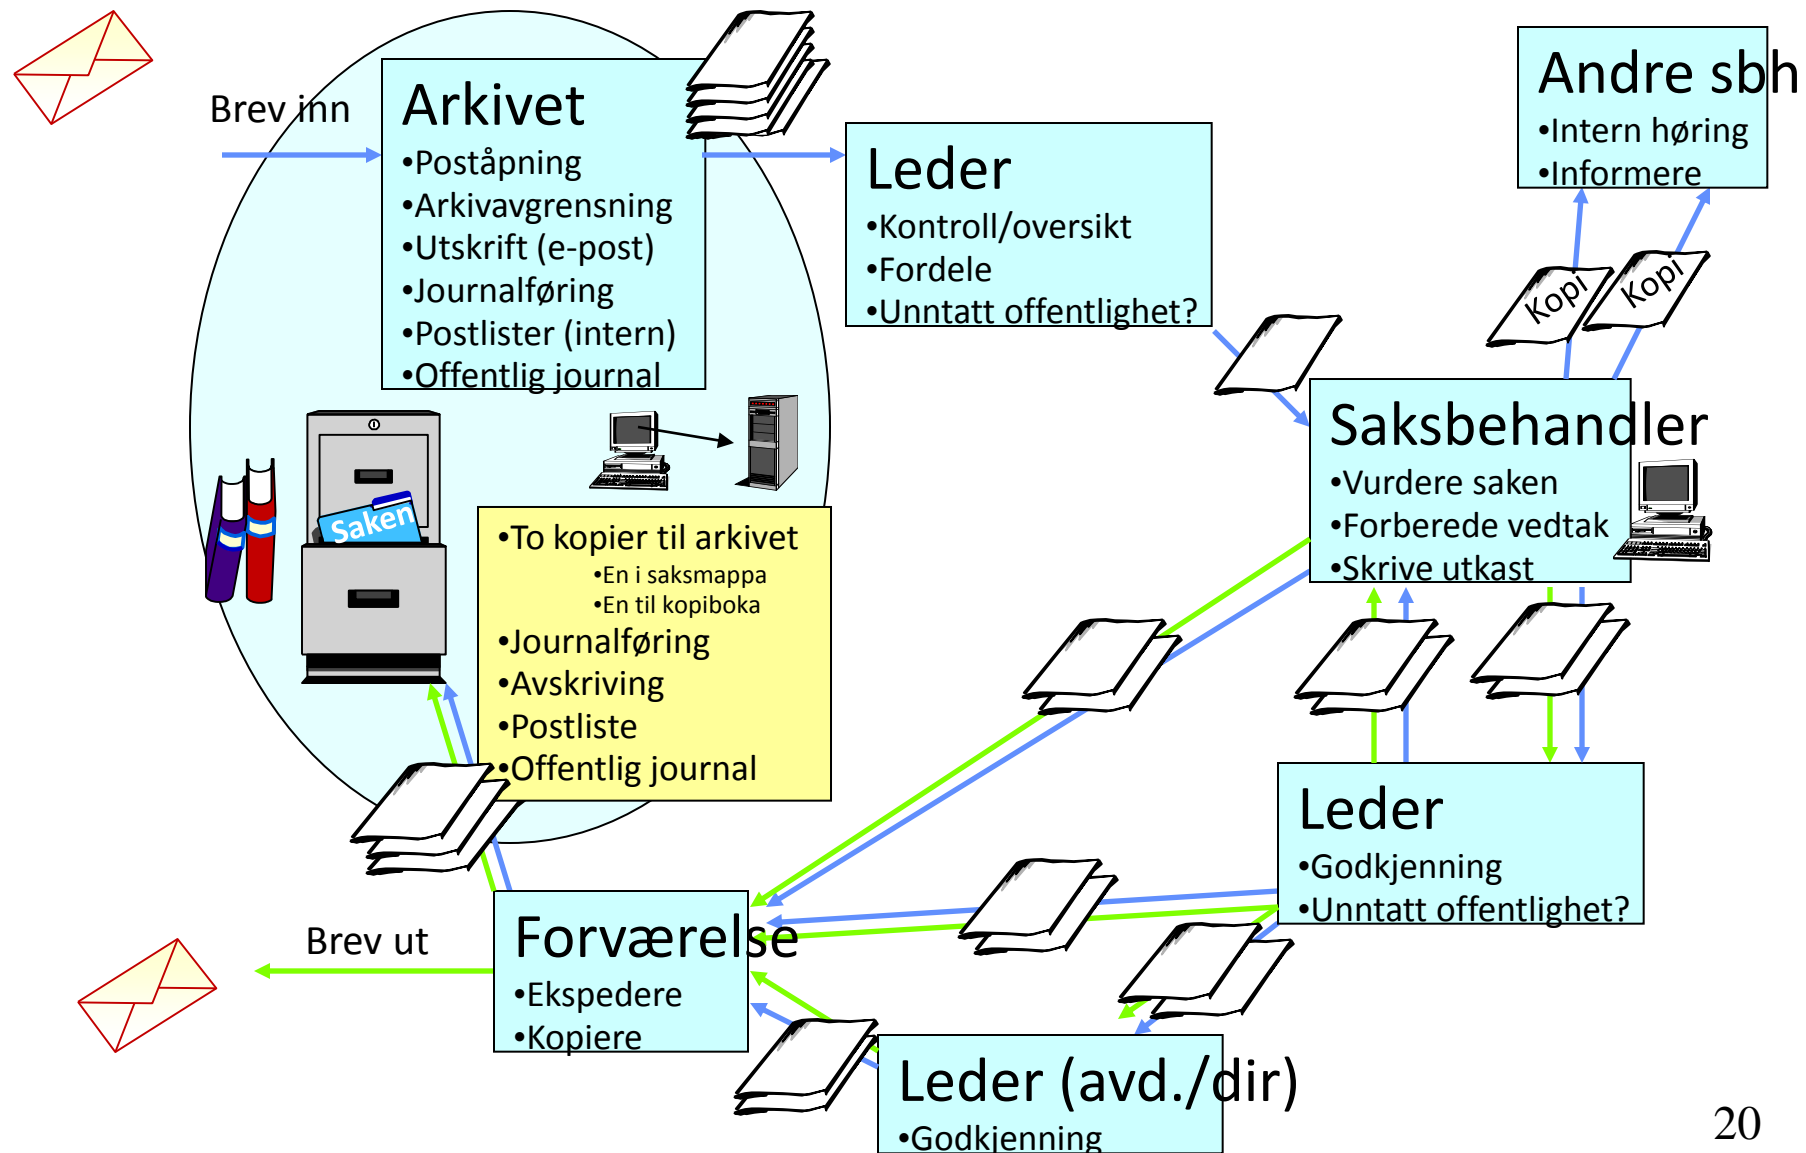 Brev inn
Arkivet
•Poståpning
•Arkivavgrensning
•Utskrift (e-post)
•Journalføring
•Postlister (intern)
•Offentlig journal
Leder
•Kontroll/oversikt
•Fordele
•Unntatt offentlighet?
Andre sbh
•Intern høring
•Informere
Kopi
Kopi
Saksbehandler
•Vurdere saken
•Forberede vedtak
•Skrive utkast
Saken
•To kopier til arkivet
•En i saksmappa
•En til kopiboka
•Journalføring
•Avskriving
•Postliste
•Offentlig journal
Leder
•Godkjenning
•Unntatt offentlighet?
Brev ut
Forværelse
•Ekspedere
•Kopiere
Leder (avd./dir)
•Godkjenning
20